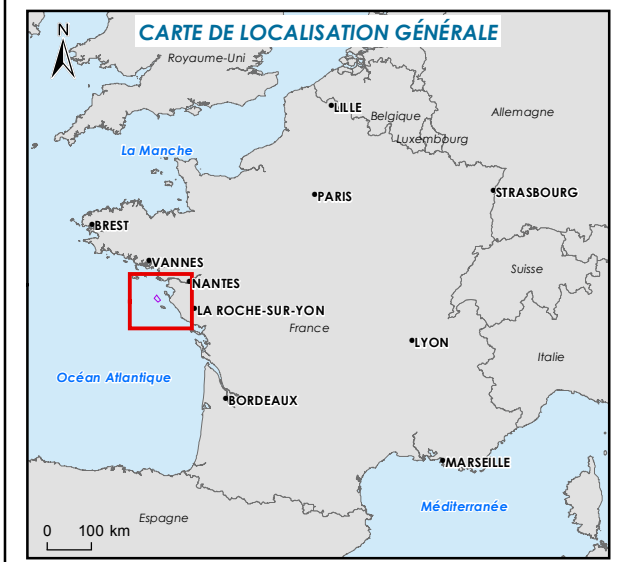 CARTE DE LOCALISATION GÉNÉRALE
N
Royaume-Uni
LILLE
Belgique
Allemagne
Luxembourg
La Manche
PARIS
STRASBOURG
BREST
VANNES
Suisse
NANTES
LA ROCHE-SUR-YON
France
LYON
Italie
Océan Atlantique
BORDEAUX
MARSEILLE
Méditerranée
Espagne
0 100 km